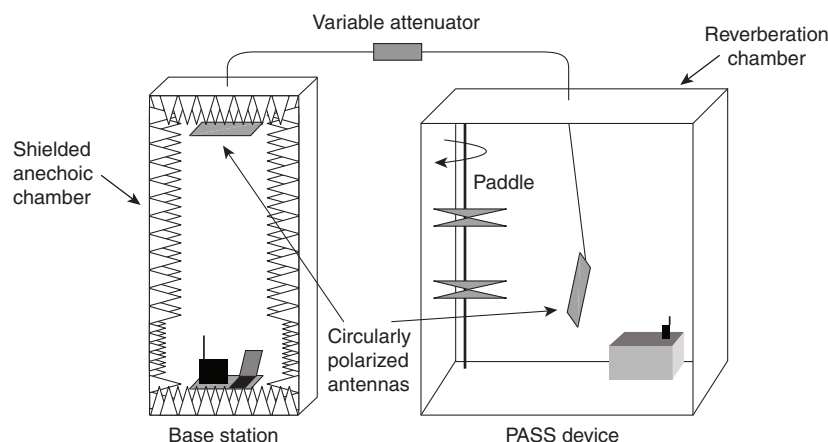 Variable attenuator
Reverberation
chamber
Shielded
anechoic
chamber
Paddle
Circularly
polarized
antennas
Base station
PASS device